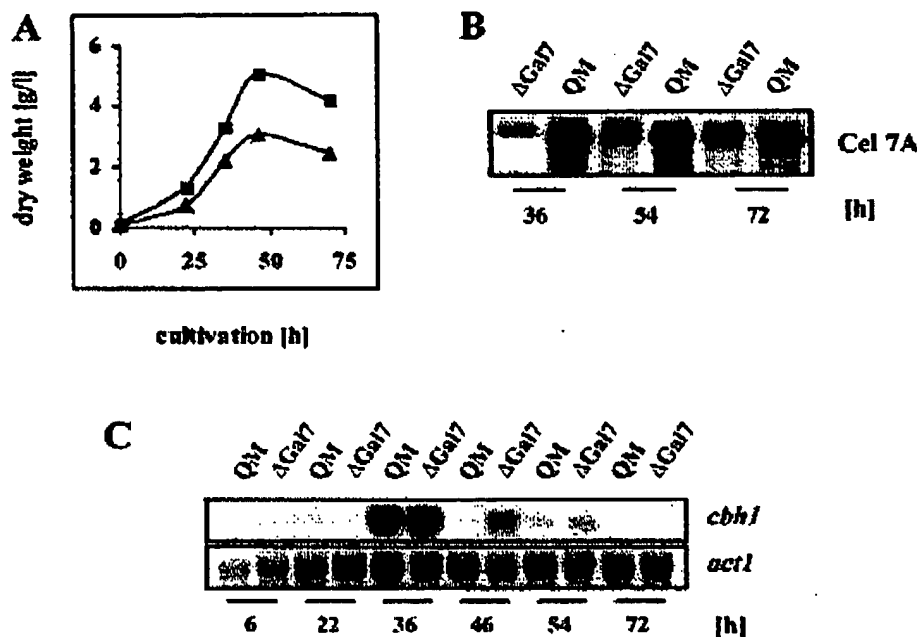 A
6
4
2
0
dry weight [g/l]
0 25 50 75
cultivation [h]
B
ΔGal7 QM ΔGal7 QM ΔGal7 QM
Cel 7A
36 54 72 [h]
C
QM ΔGal7 QM ΔGal7 QM ΔGal7 QM ΔGal7 QM ΔGal7 QM ΔGal7
cbh1
act1
6 22 36 46 54 72 [h]